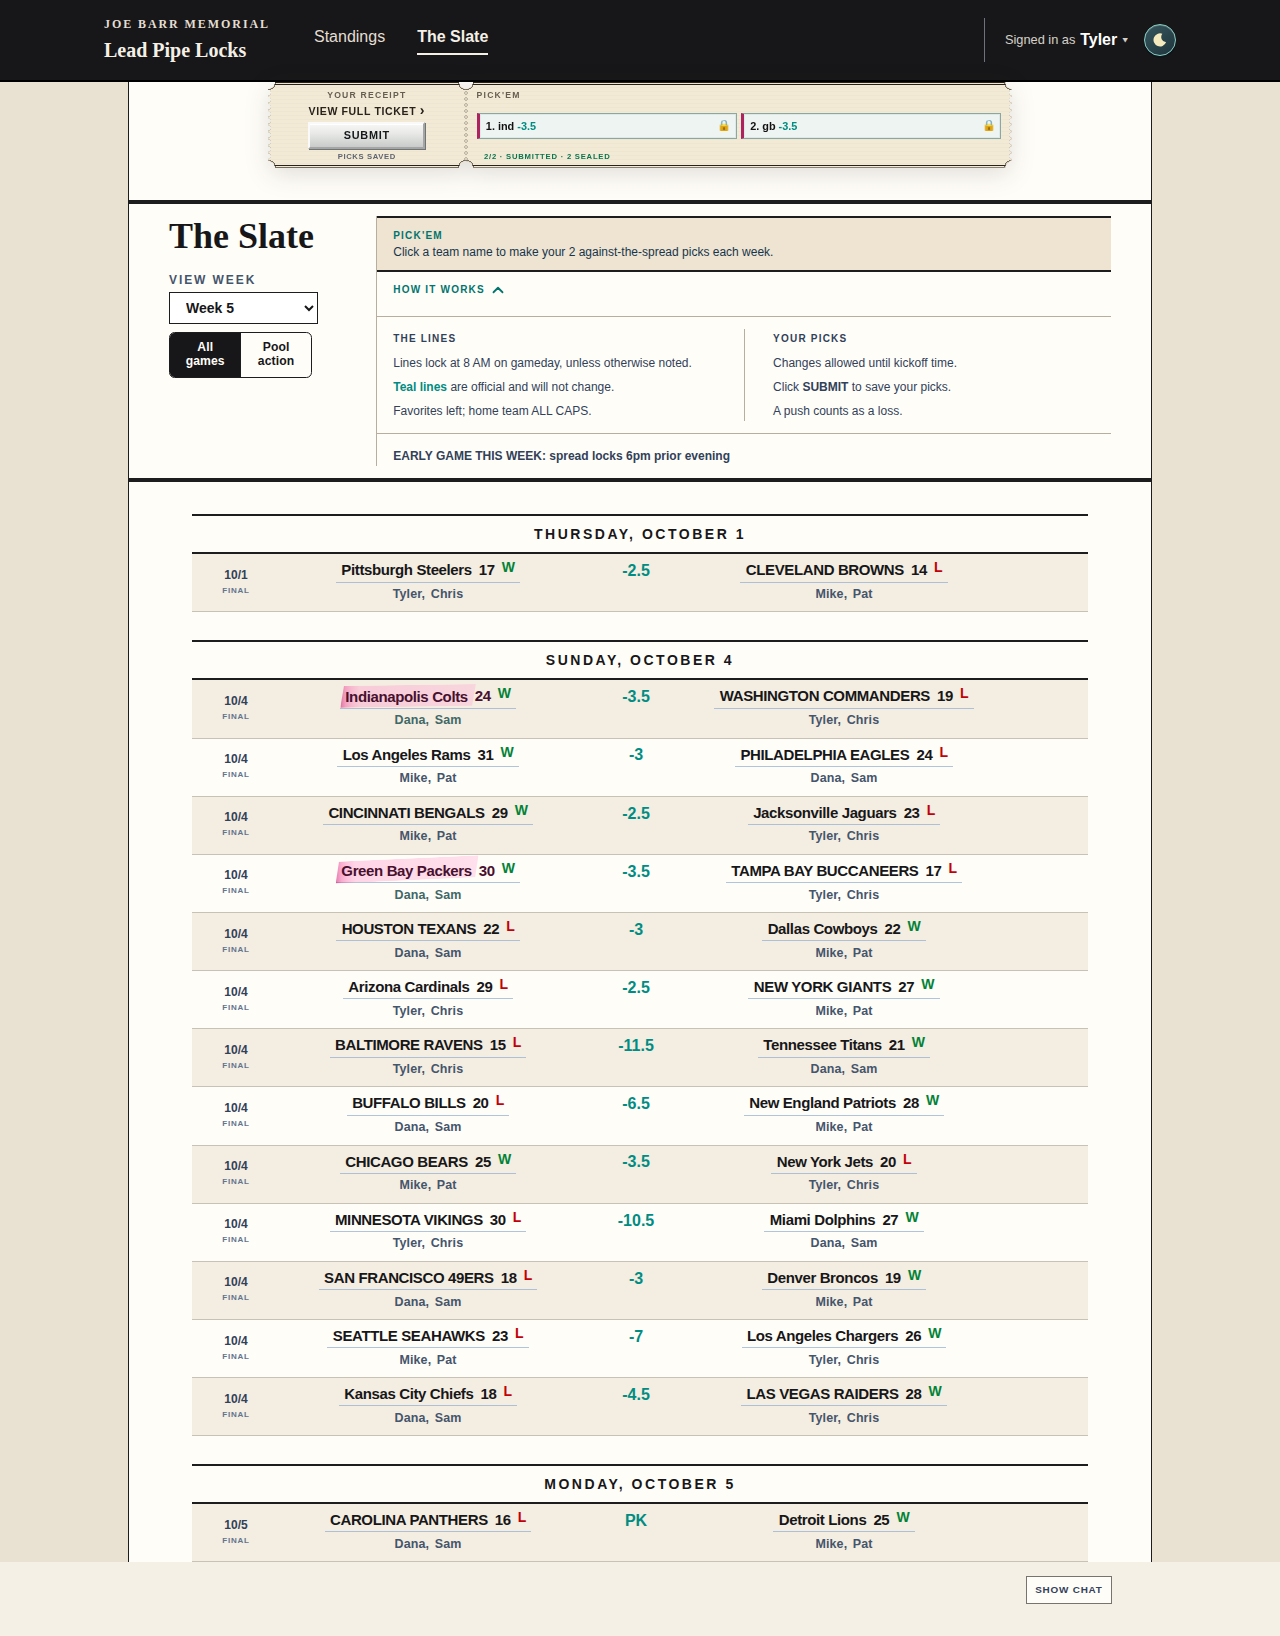 JOE BARR MEMORIAL
Lead Pipe Locks
Standings
The Slate
Signed in as Tyler ▾
YOUR RECEIPT
VIEW FULL TICKET ›
SUBMIT
PICKS SAVED
PICK'EM
1. ind -3.5
2. gb -3.5
2/2 · SUBMITTED · 2 SEALED
The Slate
VIEW WEEK
Week 5
All games
Pool action
PICK'EM
Click a team name to make your 2 against-the-spread picks each week.
HOW IT WORKS
THE LINES
Lines lock at 8 AM on gameday, unless otherwise noted.
Teal lines are official and will not change.
Favorites left; home team ALL CAPS.
YOUR PICKS
Changes allowed until kickoff time.
Click SUBMIT to save your picks.
A push counts as a loss.
EARLY GAME THIS WEEK: spread locks 6pm prior evening
THURSDAY, OCTOBER 1
10/1 Pittsburgh Steelers 17 W -2.5 CLEVELAND BROWNS 14 L
FINAL Tyler, Chris Mike, Pat
SUNDAY, OCTOBER 4
10/4 Indianapolis Colts 24 W -3.5 WASHINGTON COMMANDERS 19 L
FINAL Dana, Sam Tyler, Chris
10/4 Los Angeles Rams 31 W -3 PHILADELPHIA EAGLES 24 L
FINAL Mike, Pat Dana, Sam
10/4 CINCINNATI BENGALS 29 W -2.5 Jacksonville Jaguars 23 L
FINAL Mike, Pat Tyler, Chris
10/4 Green Bay Packers 30 W -3.5 TAMPA BAY BUCCANEERS 17 L
FINAL Dana, Sam Tyler, Chris
10/4 HOUSTON TEXANS 22 L -3 Dallas Cowboys 22 W
FINAL Dana, Sam Mike, Pat
10/4 Arizona Cardinals 29 L -2.5 NEW YORK GIANTS 27 W
FINAL Tyler, Chris Mike, Pat
10/4 BALTIMORE RAVENS 15 L -11.5 Tennessee Titans 21 W
FINAL Tyler, Chris Dana, Sam
10/4 BUFFALO BILLS 20 L -6.5 New England Patriots 28 W
FINAL Dana, Sam Mike, Pat
10/4 CHICAGO BEARS 25 W -3.5 New York Jets 20 L
FINAL Mike, Pat Tyler, Chris
10/4 MINNESOTA VIKINGS 30 L -10.5 Miami Dolphins 27 W
FINAL Tyler, Chris Dana, Sam
10/4 SAN FRANCISCO 49ERS 18 L -3 Denver Broncos 19 W
FINAL Dana, Sam Mike, Pat
10/4 SEATTLE SEAHAWKS 23 L -7 Los Angeles Chargers 26 W
FINAL Mike, Pat Tyler, Chris
10/4 Kansas City Chiefs 18 L -4.5 LAS VEGAS RAIDERS 28 W
FINAL Dana, Sam Tyler, Chris
MONDAY, OCTOBER 5
10/5 CAROLINA PANTHERS 16 L PK Detroit Lions 25 W
FINAL Dana, Sam Mike, Pat
SHOW CHAT